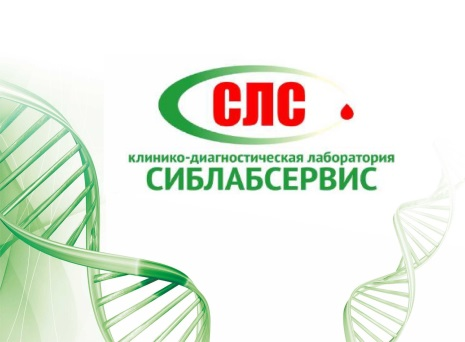 СЛС
клинико-диагностическая лаборатория
СИБЛАБСЕРВИС